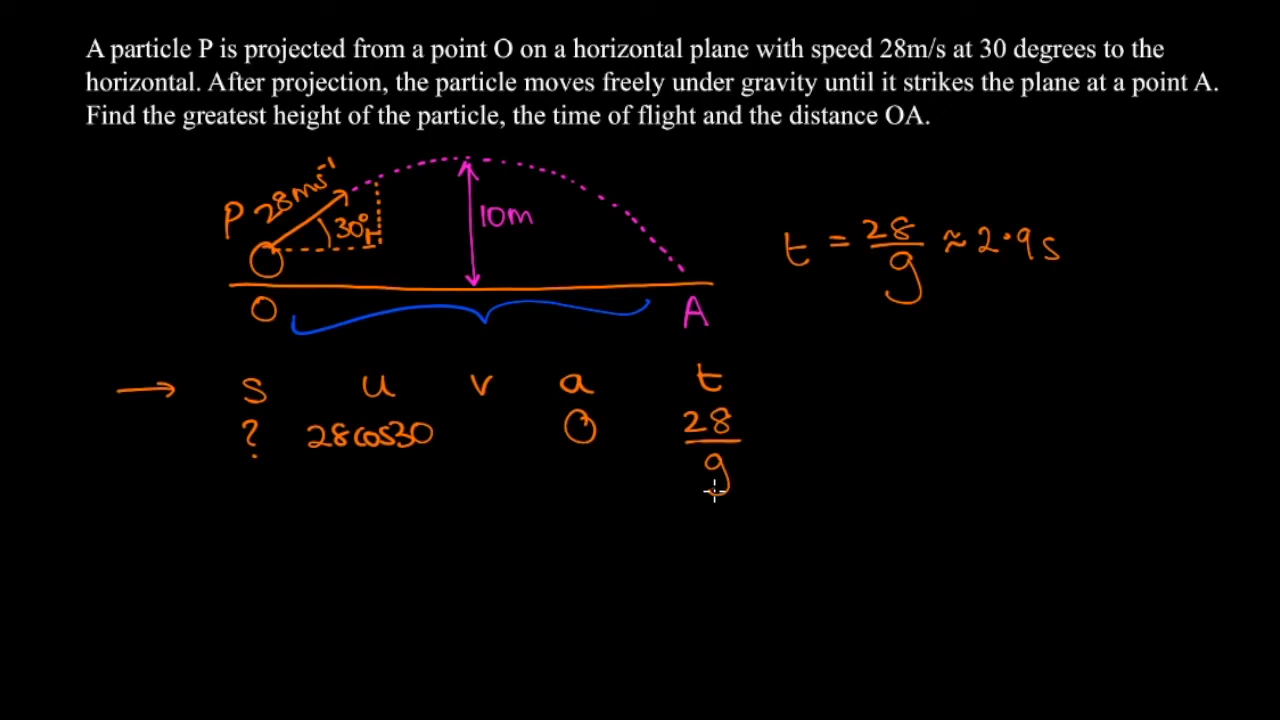 A particle P is projected from a point O on a horizontal plane with speed 28m/s at 30 degrees to the
horizontal. After projection, the particle moves freely under gravity until it strikes the plane at a point A.
Find the greatest height of the particle, the time of flight and the distance OA.
P 28ms⁻¹
30°
10m
t = 28/g ≈ 2.9s
O
A
→ s u v a t
? 28cos30 0 28/g